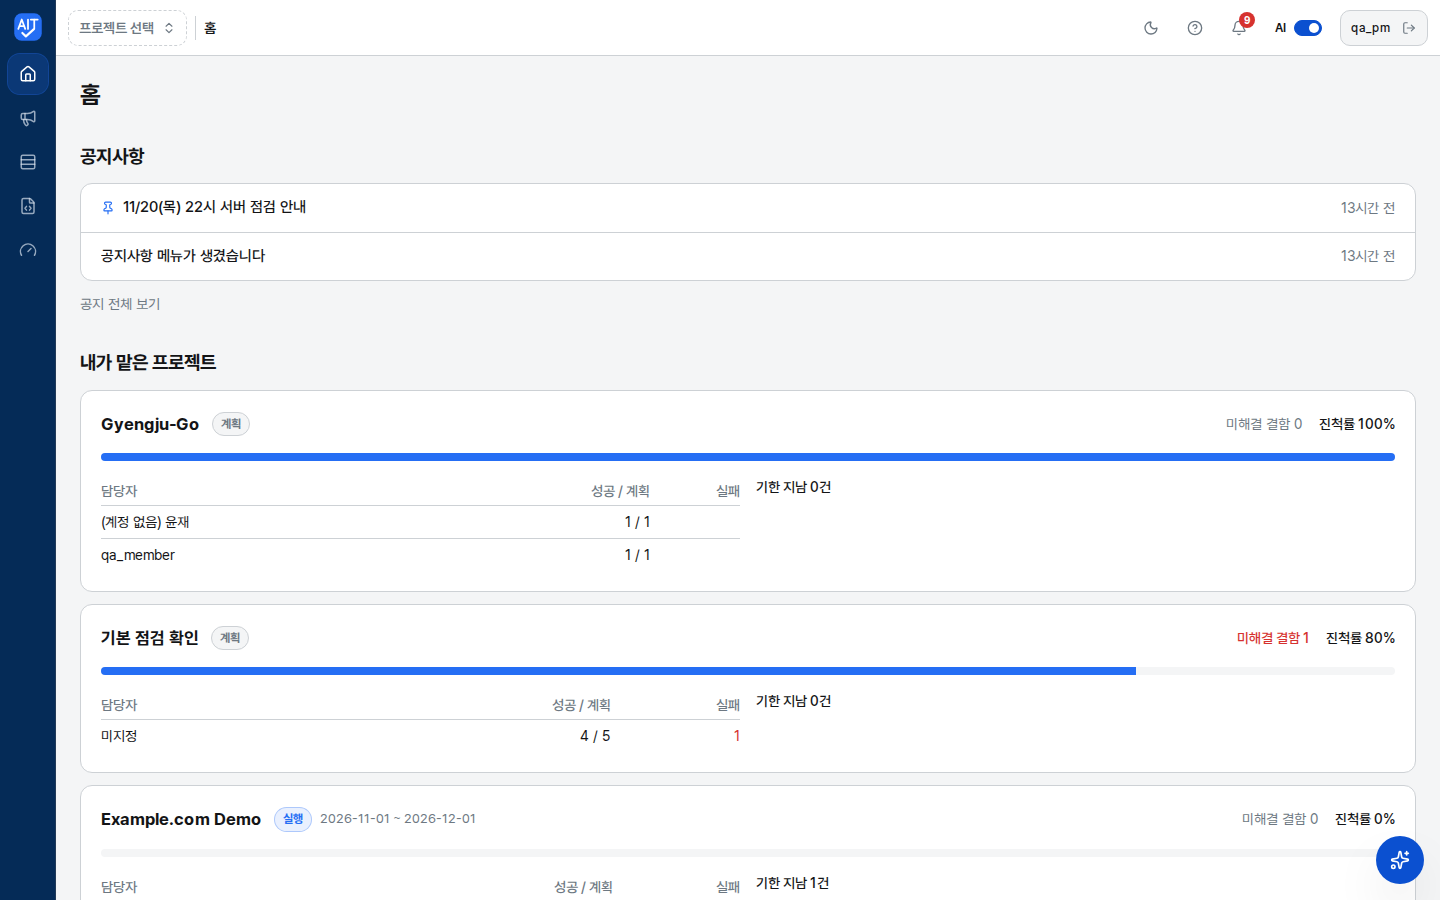 AIT
프로젝트 선택
홈
9
AI
qa_pm
홈
공지사항
11/20(목) 22시 서버 점검 안내
13시간 전
공지사항 메뉴가 생겼습니다
13시간 전
공지 전체 보기
내가 맡은 프로젝트
Gyengju-Go 계획 미해결 결함 0 진척률 100%
담당자 성공 / 계획 실패 기한 지남 0건
(계정 없음) 윤재 1 / 1
qa_member 1 / 1
기본 점검 확인 계획 미해결 결함 1 진척률 80%
담당자 성공 / 계획 실패 기한 지남 0건
미지정 4 / 5 1
Example.com Demo 실행 2026-11-01 ~ 2026-12-01 미해결 결함 0 진척률 0%
담당자 성공 / 계획 실패 기한 지남 1건